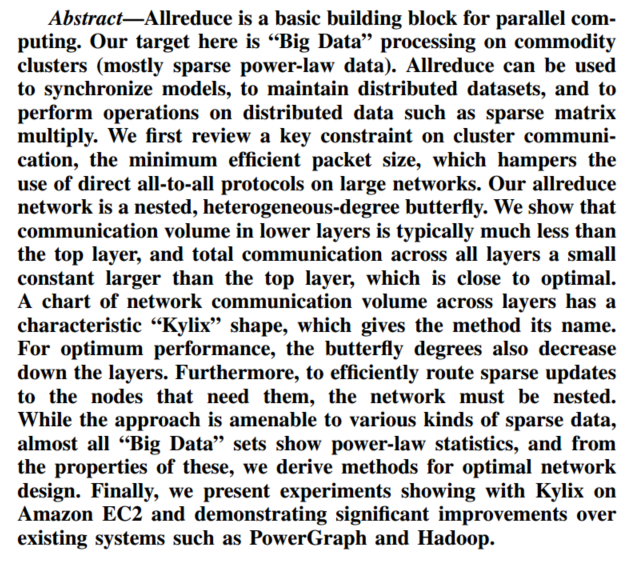 Abstract—Allreduce is a basic building block for parallel com-
puting. Our target here is “Big Data” processing on commodity
clusters (mostly sparse power-law data). Allreduce can be used
to synchronize models, to maintain distributed datasets, and to
perform operations on distributed data such as sparse matrix
multiply. We first review a key constraint on cluster communi-
cation, the minimum efficient packet size, which hampers the
use of direct all-to-all protocols on large networks. Our allreduce
network is a nested, heterogeneous-degree butterfly. We show that
communication volume in lower layers is typically much less than
the top layer, and total communication across all layers a small
constant larger than the top layer, which is close to optimal.
A chart of network communication volume across layers has a
characteristic “Kylix” shape, which gives the method its name.
For optimum performance, the butterfly degrees also decrease
down the layers. Furthermore, to efficiently route sparse updates
to the nodes that need them, the network must be nested.
While the approach is amenable to various kinds of sparse data,
almost all “Big Data” sets show power-law statistics, and from
the properties of these, we derive methods for optimal network
design. Finally, we present experiments showing with Kylix on
Amazon EC2 and demonstrating significant improvements over
existing systems such as PowerGraph and Hadoop.